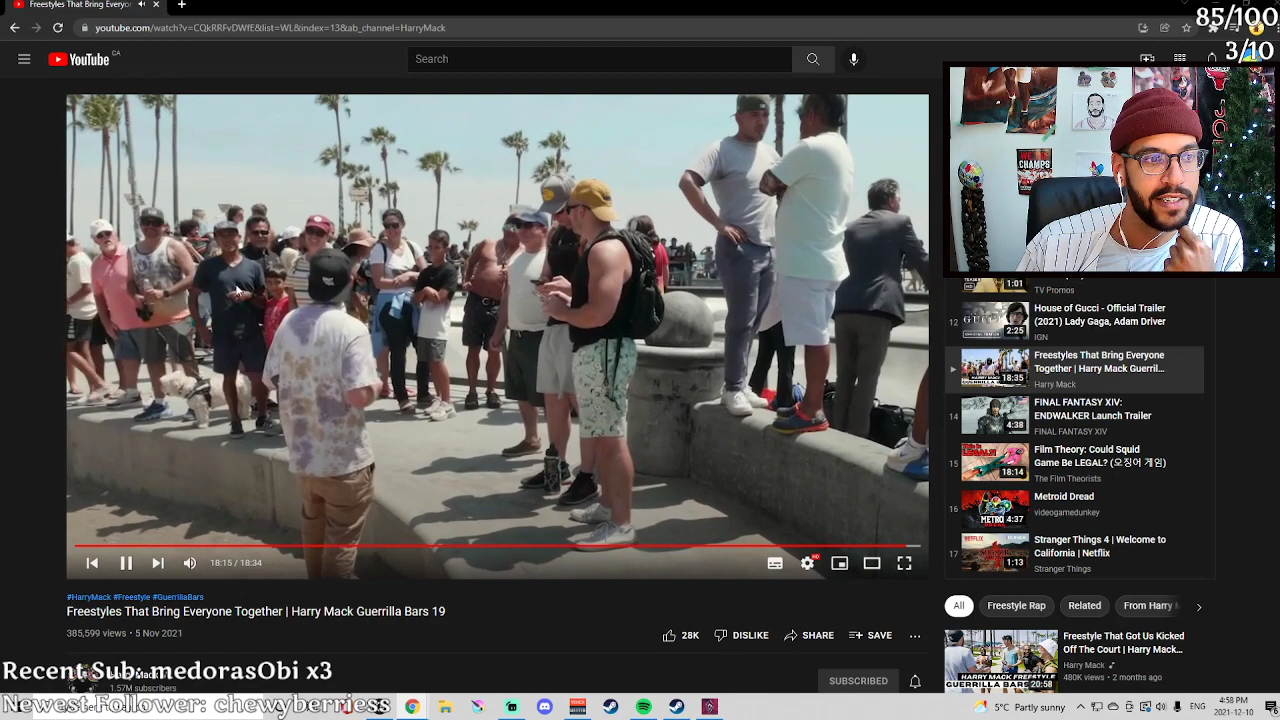 Freestyles That Bring Everyon
85/100
youtube.com/watch?v=CQkRRFvDWfE&list=WL&index=13&ab_channel=HarryMack
3/10
YouTube CA
Search
WE THE CHAMPS
TV Promos
1:01
12
House of Gucci - Official Trailer
(2021) Lady Gaga, Adam Driver
2:25
IGN
Freestyles That Bring Everyone
Together | Harry Mack Guerril...
18:35
Harry Mack
14
FINAL FANTASY XIV:
ENDWALKER Launch Trailer
4:38
FINAL FANTASY XIV
15
Film Theory: Could Squid
Game Be LEGAL? (오징어 게임)
18:14
The Film Theorists
16
Metroid Dread
videogamedunkey
4:37
17
Stranger Things 4 | Welcome to
California | Netflix
1:13
Stranger Things
18:15 / 18:34
HD
#HarryMack #Freestyle #GuerrillaBars
Freestyles That Bring Everyone Together | Harry Mack Guerrilla Bars 19
385,599 views • 5 Nov 2021
28K
DISLIKE
SHARE
SAVE
All
Freestyle Rap
Related
From Harry M
Freestyle That Got Us Kicked
Off The Court | Harry Mack...
Harry Mack
480K views • 2 months ago
HARRY MACK FREESTYLE
GUERRILLA BARS
20:58
Recent Sub: medorasObi x3
1.57M subscribers
SUBSCRIBED
Newest Follower: chewyberriess
5°C Partly sunny
4:58 PM
2021-12-10